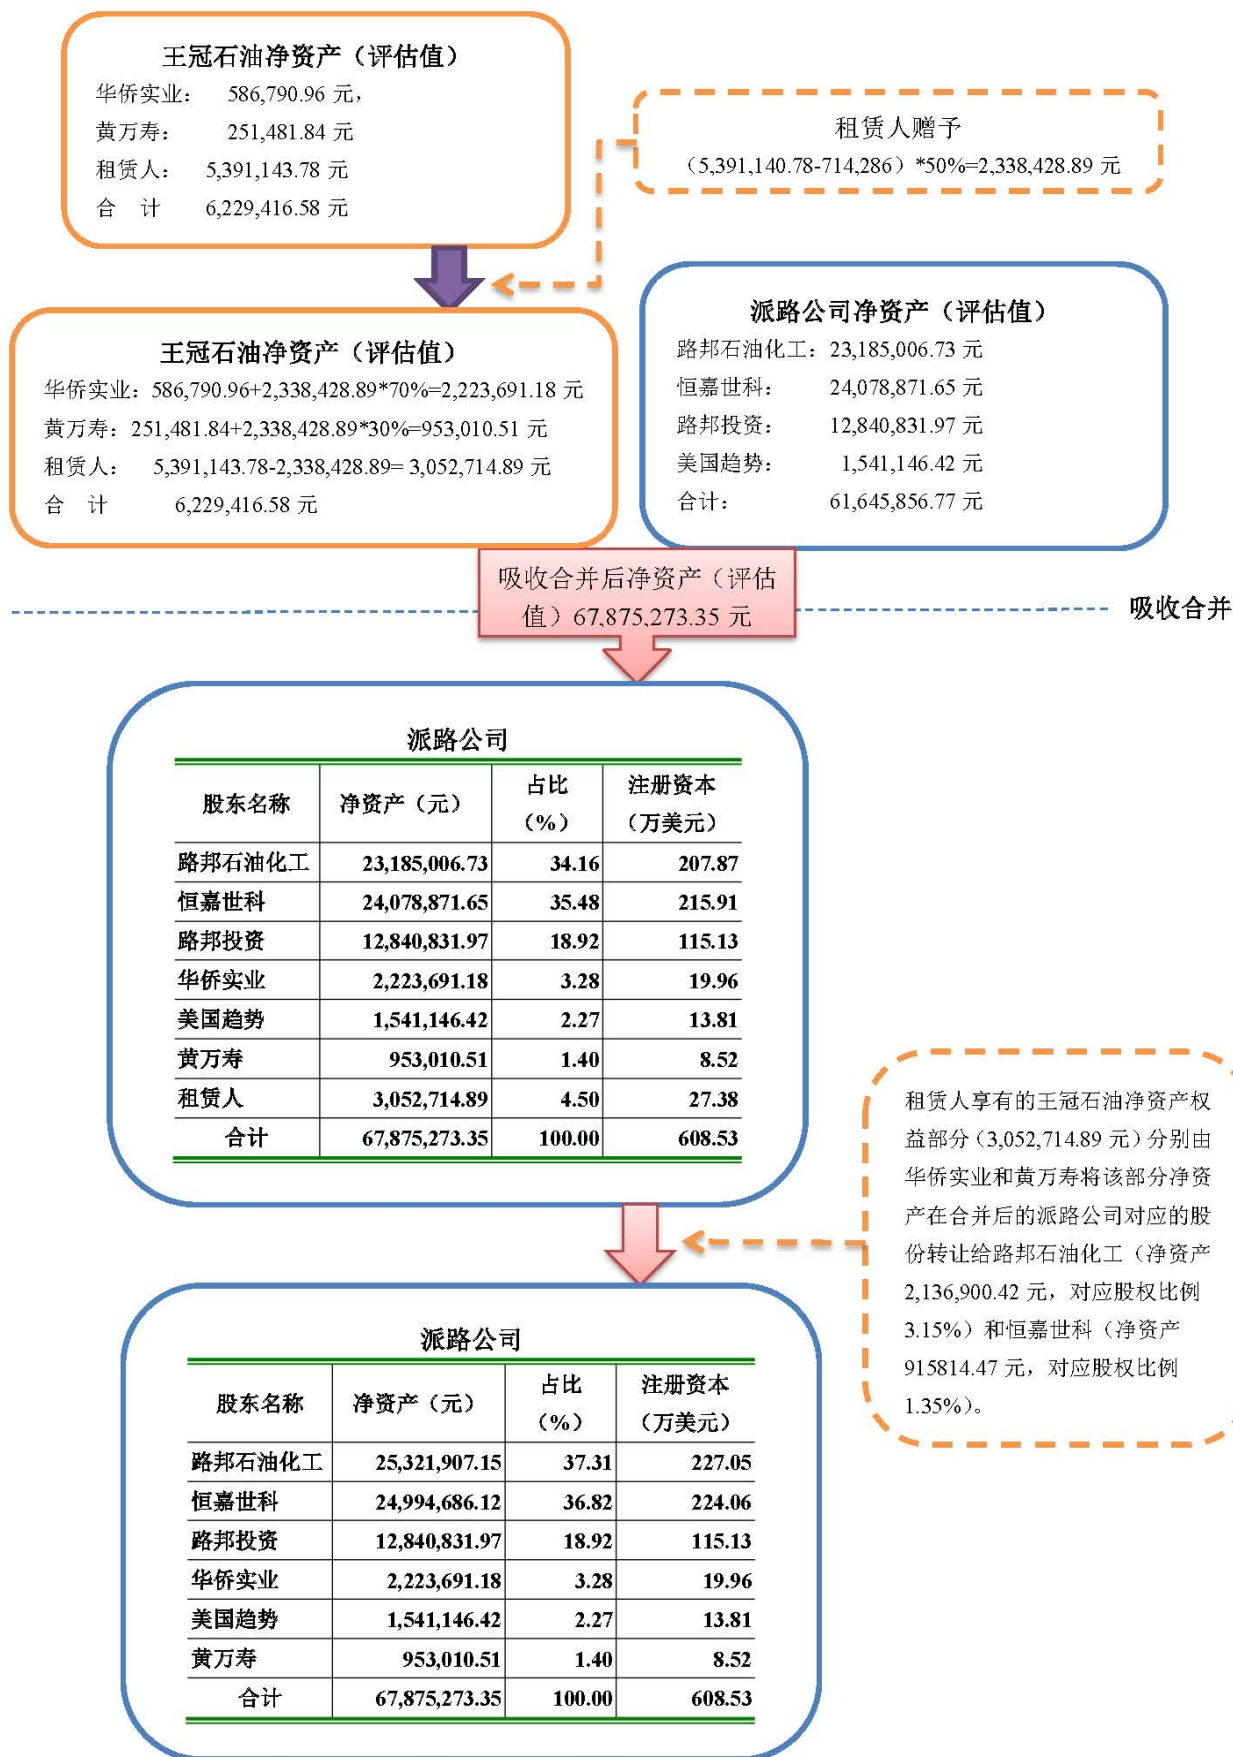 王冠石油净资产（评估值）
华侨实业： 586,790.96 元，
黄万寿： 251,481.84 元
租赁人： 5,391,143.78 元
合 计 6,229,416.58 元
租赁人赠予
（5,391,140.78-714,286）*50%=2,338,428.89 元
王冠石油净资产（评估值）
华侨实业：586,790.96+2,338,428.89*70%=2,223,691.18 元
黄万寿：251,481.84+2,338,428.89*30%=953,010.51 元
租赁人： 5,391,143.78-2,338,428.89= 3,052,714.89 元
合 计 6,229,416.58 元
派路公司净资产（评估值）
路邦石油化工：23,185,006.73 元
恒嘉世科： 24,078,871.65 元
路邦投资： 12,840,831.97 元
美国趋势： 1,541,146.42 元
合计： 61,645,856.77 元
吸收合并后净资产（评估
值）67,875,273.35 元
吸收合并
派路公司
股东名称 净资产（元） 占比（%） 注册资本（万美元）
路邦石油化工 23,185,006.73 34.16 207.87
恒嘉世科 24,078,871.65 35.48 215.91
路邦投资 12,840,831.97 18.92 115.13
华侨实业 2,223,691.18 3.28 19.96
美国趋势 1,541,146.42 2.27 13.81
黄万寿 953,010.51 1.40 8.52
租赁人 3,052,714.89 4.50 27.38
合计 67,875,273.35 100.00 608.53
租赁人享有的王冠石油净资产权
益部分（3,052,714.89 元）分别由
华侨实业和黄万寿将该部分净资
产在合并后的派路公司对应的股
份转让给路邦石油化工（净资产
2,136,900.42 元，对应股权比例
3.15%）和恒嘉世科（净资产
915814.47 元，对应股权比例
1.35%）。
派路公司
股东名称 净资产（元） 占比（%） 注册资本（万美元）
路邦石油化工 25,321,907.15 37.31 227.05
恒嘉世科 24,994,686.12 36.82 224.06
路邦投资 12,840,831.97 18.92 115.13
华侨实业 2,223,691.18 3.28 19.96
美国趋势 1,541,146.42 2.27 13.81
黄万寿 953,010.51 1.40 8.52
合计 67,875,273.35 100.00 608.53